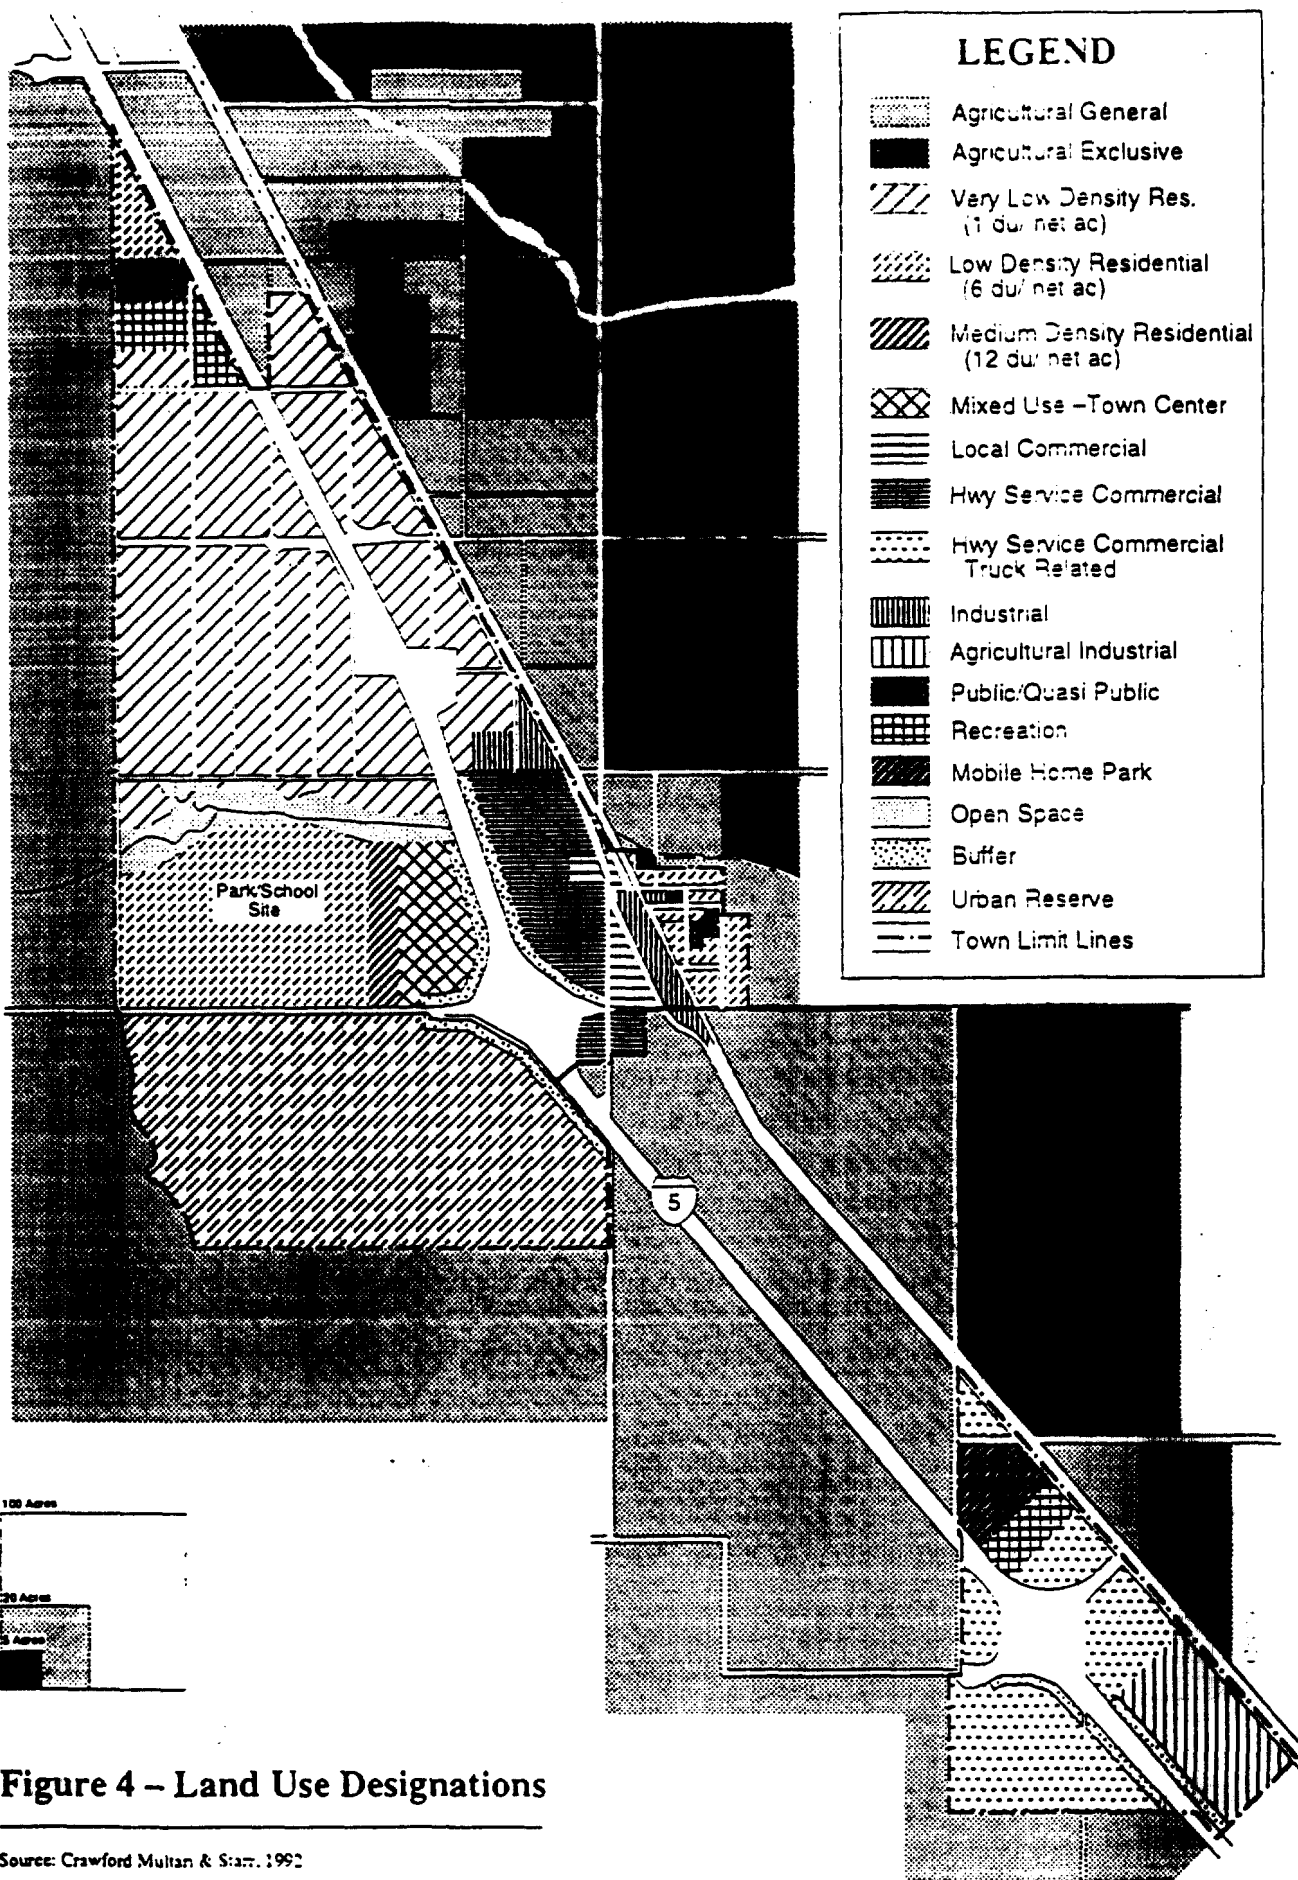 LEGEND
Agricultural General
Agricultural Exclusive
Very Low Density Res.
(1 du/ net ac)
Low Density Residential
(6 du/ net ac)
Medium Density Residential
(12 du/ net ac)
Mixed Use – Town Center
Local Commercial
Hwy Service Commercial
Hwy Service Commercial
Truck Related
Industrial
Agricultural Industrial
Public/Quasi Public
Recreation
Mobile Home Park
Open Space
Buffer
Urban Reserve
Town Limit Lines
Park/School
Site
5
100 Acres
20 Acres
5 Acres
Figure 4 – Land Use Designations
Source: Crawford Multari & Starr, 1992